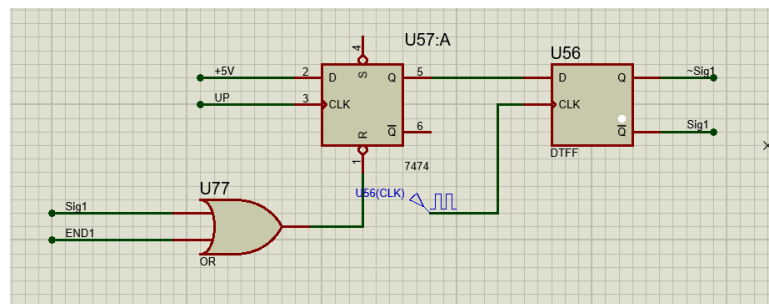 U57:A
U56
4
+5V
2
D
S
Q
5
D
Q
~Sig1
UP
3
CLK
CLK
R
Q
6
Q
Sig1
1
7474
DTFF
U77
U56(CLK)
Sig1
END1
OR